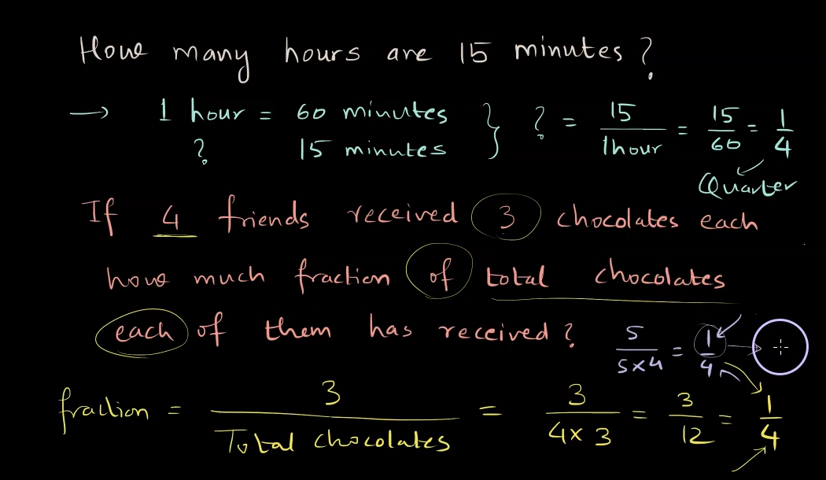 How many hours are 15 minutes?
→ 1 hour = 60 minutes } ? = 15/1hour = 15/60 = 1/4
? 15 minutes
Quarter
If 4 friends received 3 chocolates each
how much fraction of total chocolates
each of them has received?
5/5×4 = 1/4
fraction = 3/Total chocolates = 3/4×3 = 3/12 = 1/4